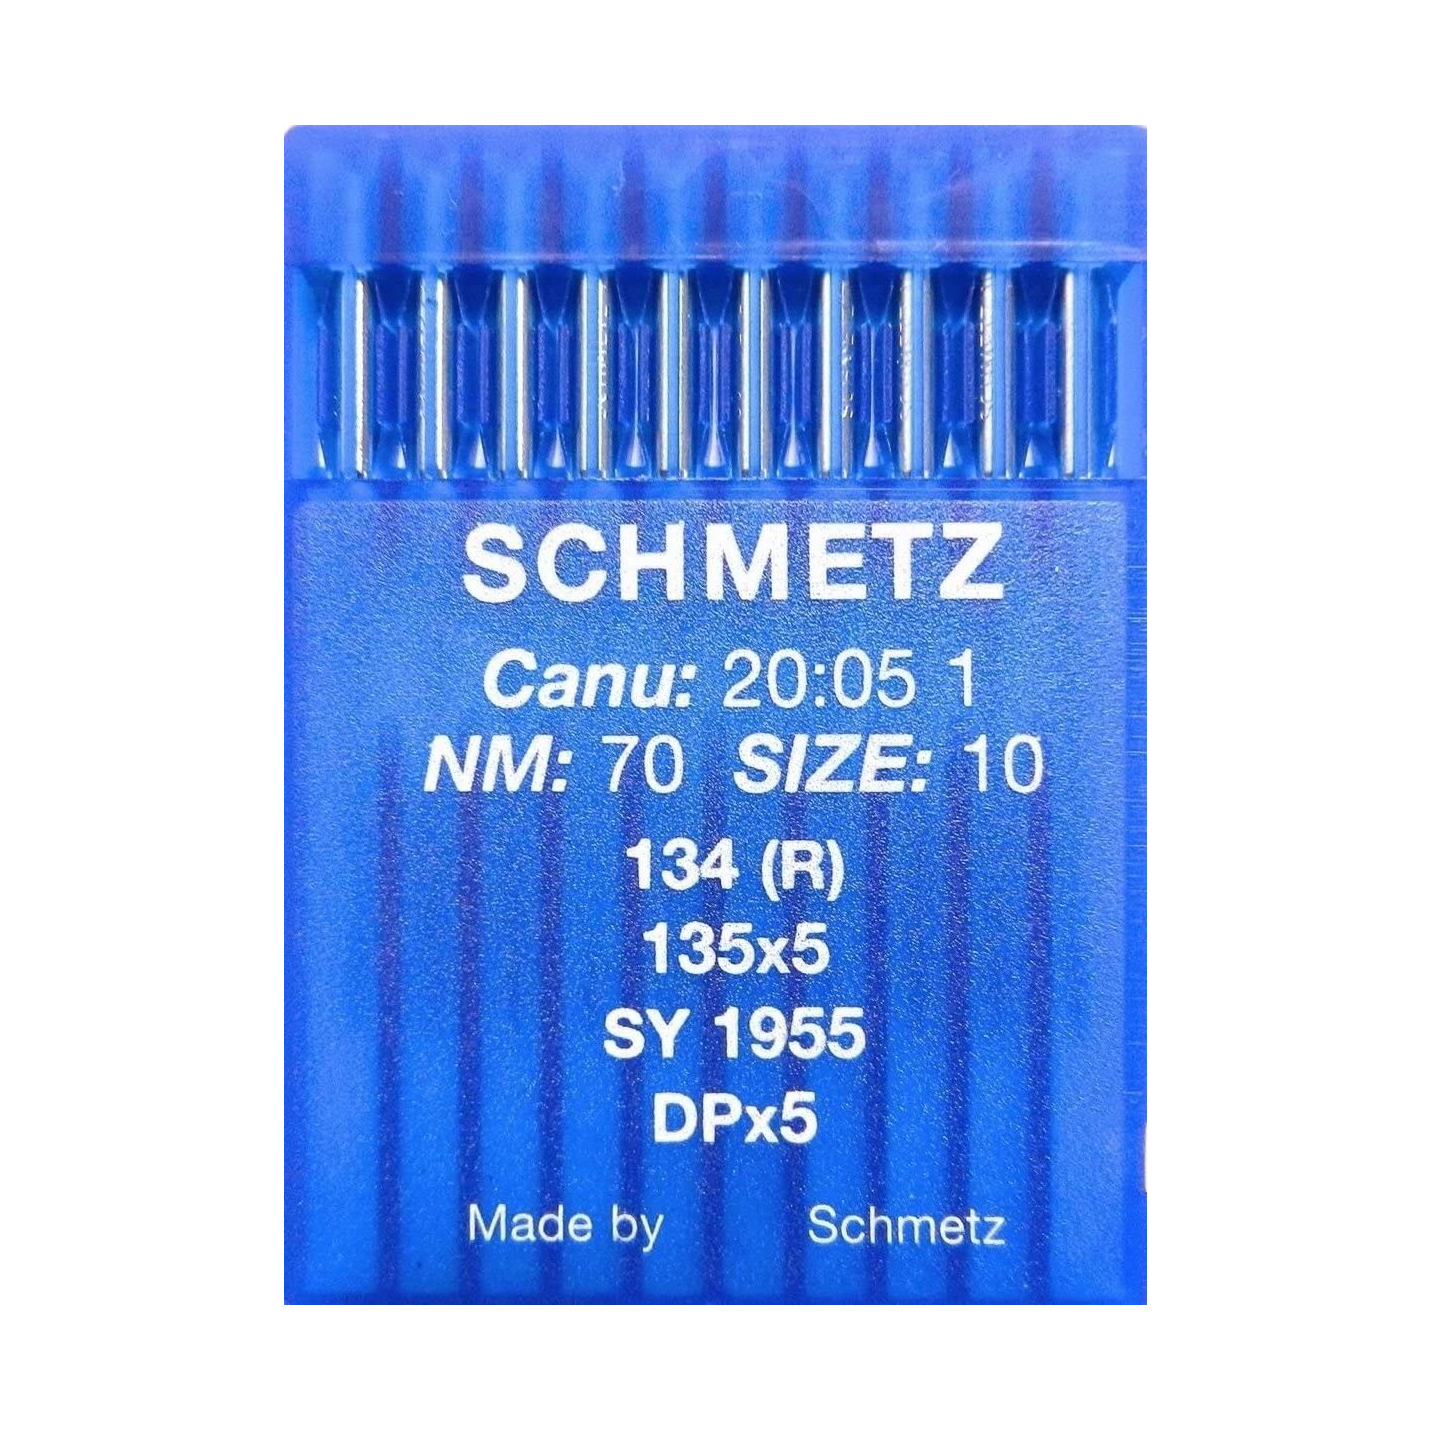 SCHMETZ
Canu: 20:05 1
NM: 70 SIZE: 10
134 (R)
135x5
SY 1955
DPx5
Made by Schmetz